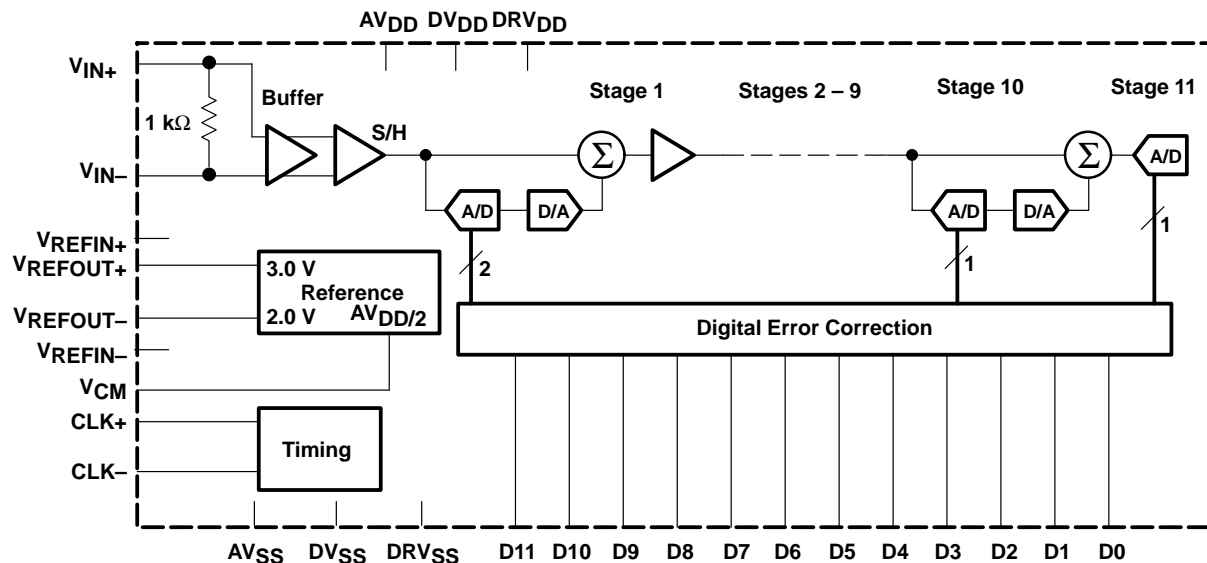 AVDD DVDD DRVDD
VIN+
Buffer
Stage 1
Stages 2 – 9
Stage 10
Stage 11
1 kΩ
S/H
Σ
Σ
A/D
VIN–
A/D
D/A
A/D
D/A
VREFIN+
VREFOUT+
3.0 V
Reference
2
1
1
VREFOUT–
2.0 V
AVDD/2
Digital Error Correction
VREFIN–
VCM
CLK+
Timing
CLK–
AVSS DVSS DRVSS D11 D10 D9 D8 D7 D6 D5 D4 D3 D2 D1 D0